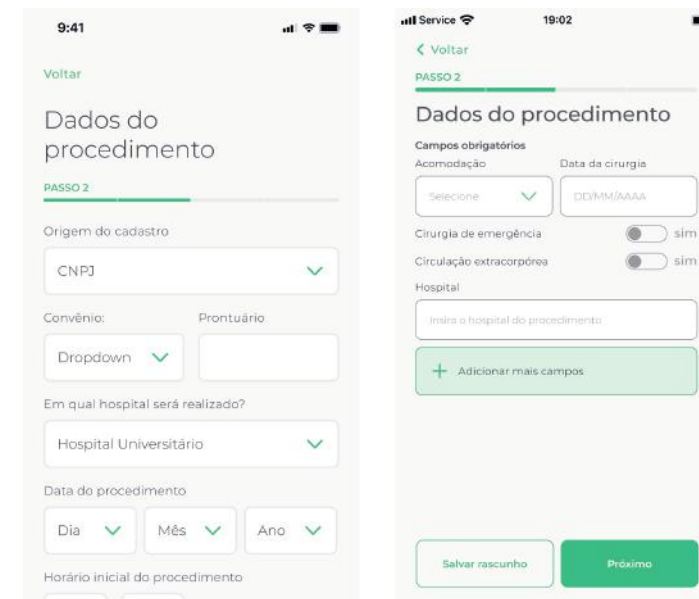 9:41
Voltar
Dados do
procedimento
PASSO 2
Origem do cadastro
CNPJ
Convênio:
Prontuário
Dropdown
Em qual hospital será realizado?
Hospital Universitário
Data do procedimento
Dia
Mês
Ano
Horário inicial do procedimento
Service
19:02
Voltar
PASSO 2
Dados do procedimento
Campos obrigatórios
Acomodação
Data da cirurgia
Selecione
DD/MM/AAAA
Cirurgia de emergência
sim
Circulação extracorpórea
sim
Hospital
Insira o hospital do procedimento
Adicionar mais campos
Salvar rascunho
Próximo